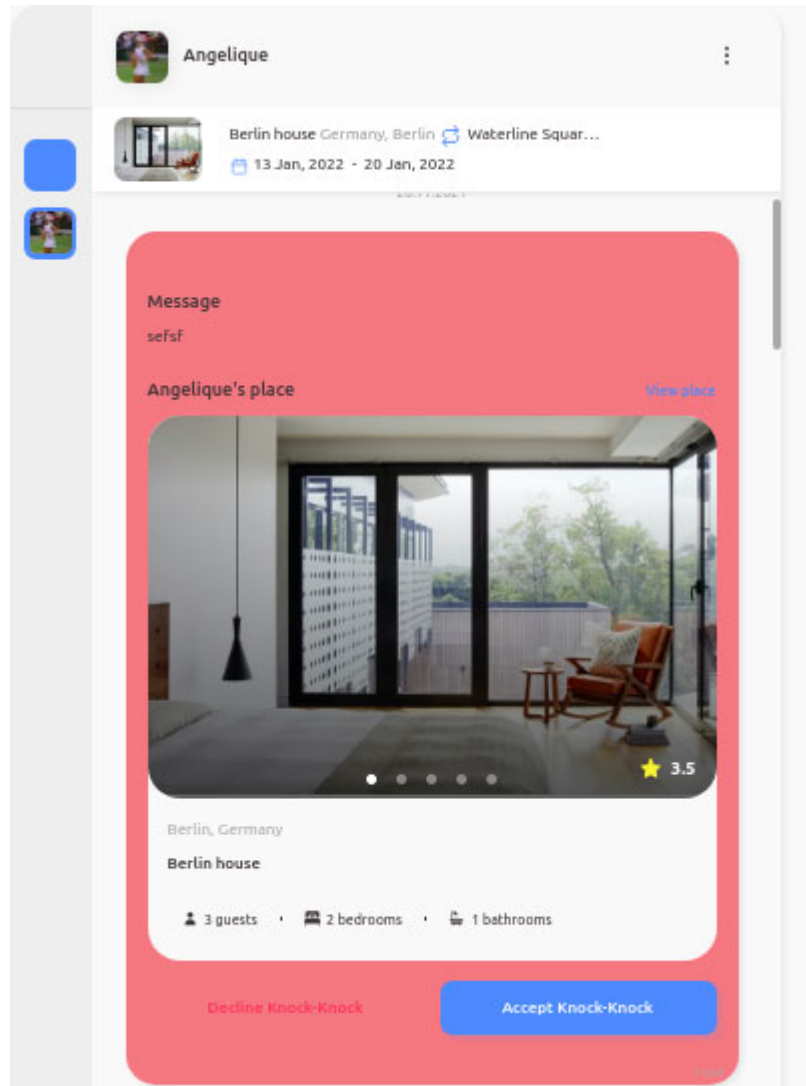 Angelique
Berlin house Germany, Berlin Waterline Squar...
13 Jan, 2022 - 20 Jan, 2022
Message
sefsf
Angelique's place
View place
3.5
Berlin, Germany
Berlin house
3 guests · 2 bedrooms · 1 bathrooms
Decline Knock-Knock
Accept Knock-Knock